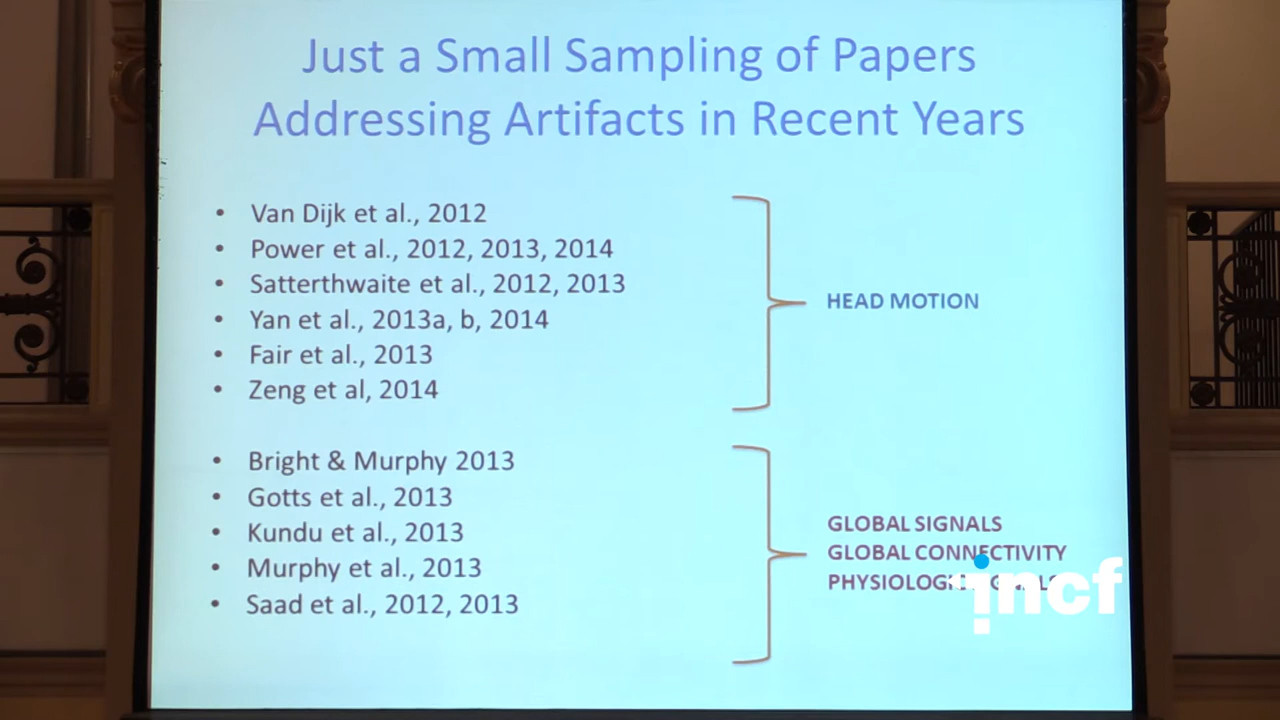 Just a Small Sampling of Papers
Addressing Artifacts in Recent Years
• Van Dijk et al., 2012
• Power et al., 2012, 2013, 2014
• Satterthwaite et al., 2012, 2013
• Yan et al., 2013a, b, 2014
• Fair et al., 2013
• Zeng et al, 2014
HEAD MOTION
• Bright & Murphy 2013
• Gotts et al., 2013
• Kundu et al., 2013
• Murphy et al., 2013
• Saad et al., 2012, 2013
GLOBAL SIGNALS
GLOBAL CONNECTIVITY
incf